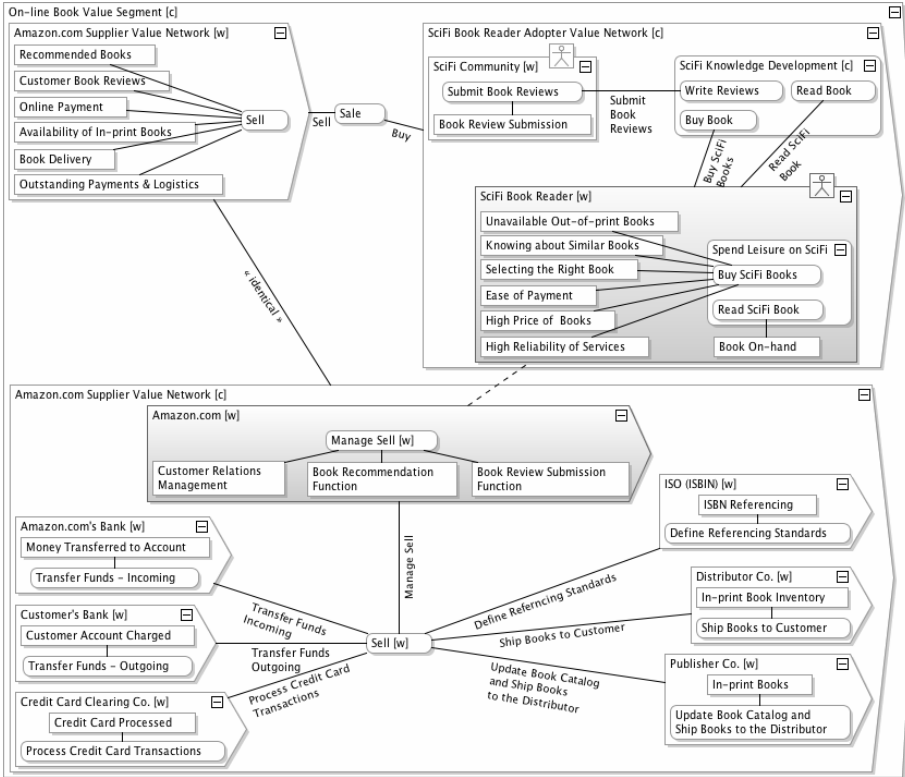 On-line Book Value Segment [c]
Amazon.com Supplier Value Network [w]
Recommended Books
Customer Book Reviews
Online Payment
Availability of In-print Books
Book Delivery
Outstanding Payments & Logistics
Sell
Sell
Sale
Buy
SciFi Book Reader Adopter Value Network [c]
SciFi Community [w]
Submit Book Reviews
Book Review Submission
Submit
Book
Reviews
SciFi Knowledge Development [c]
Write Reviews
Read Book
Buy Book
Buy SciFi
Books
Read SciFi
Book
SciFi Book Reader [w]
Unavailable Out-of-print Books
Knowing about Similar Books
Selecting the Right Book
Ease of Payment
High Price of Books
High Reliability of Services
Spend Leisure on SciFi
Buy SciFi Books
Read SciFi Book
Book On-hand
« identical »
Amazon.com Supplier Value Network [c]
Amazon.com [w]
Manage Sell [w]
Customer Relations
Management
Book Recommendation
Function
Book Review Submission
Function
Manage Sell
Amazon.com's Bank [w]
Money Transferred to Account
Transfer Funds - Incoming
Customer's Bank [w]
Customer Account Charged
Transfer Funds - Outgoing
Credit Card Clearing Co. [w]
Credit Card Processed
Process Credit Card Transactions
Transfer Funds
Incoming
Transfer Funds
Outgoing
Process Credit Card
Transactions
Sell [w]
Define Refercning Standards
Ship Books to Customer
Update Book Catalog
and Ship Books
to the Distributor
ISO (ISBIN) [w]
ISBN Referencing
Define Referencing Standards
Distributor Co. [w]
In-print Book Inventory
Ship Books to Customer
Publisher Co. [w]
In-print Books
Update Book Catalog and
Ship Books to the Distributor